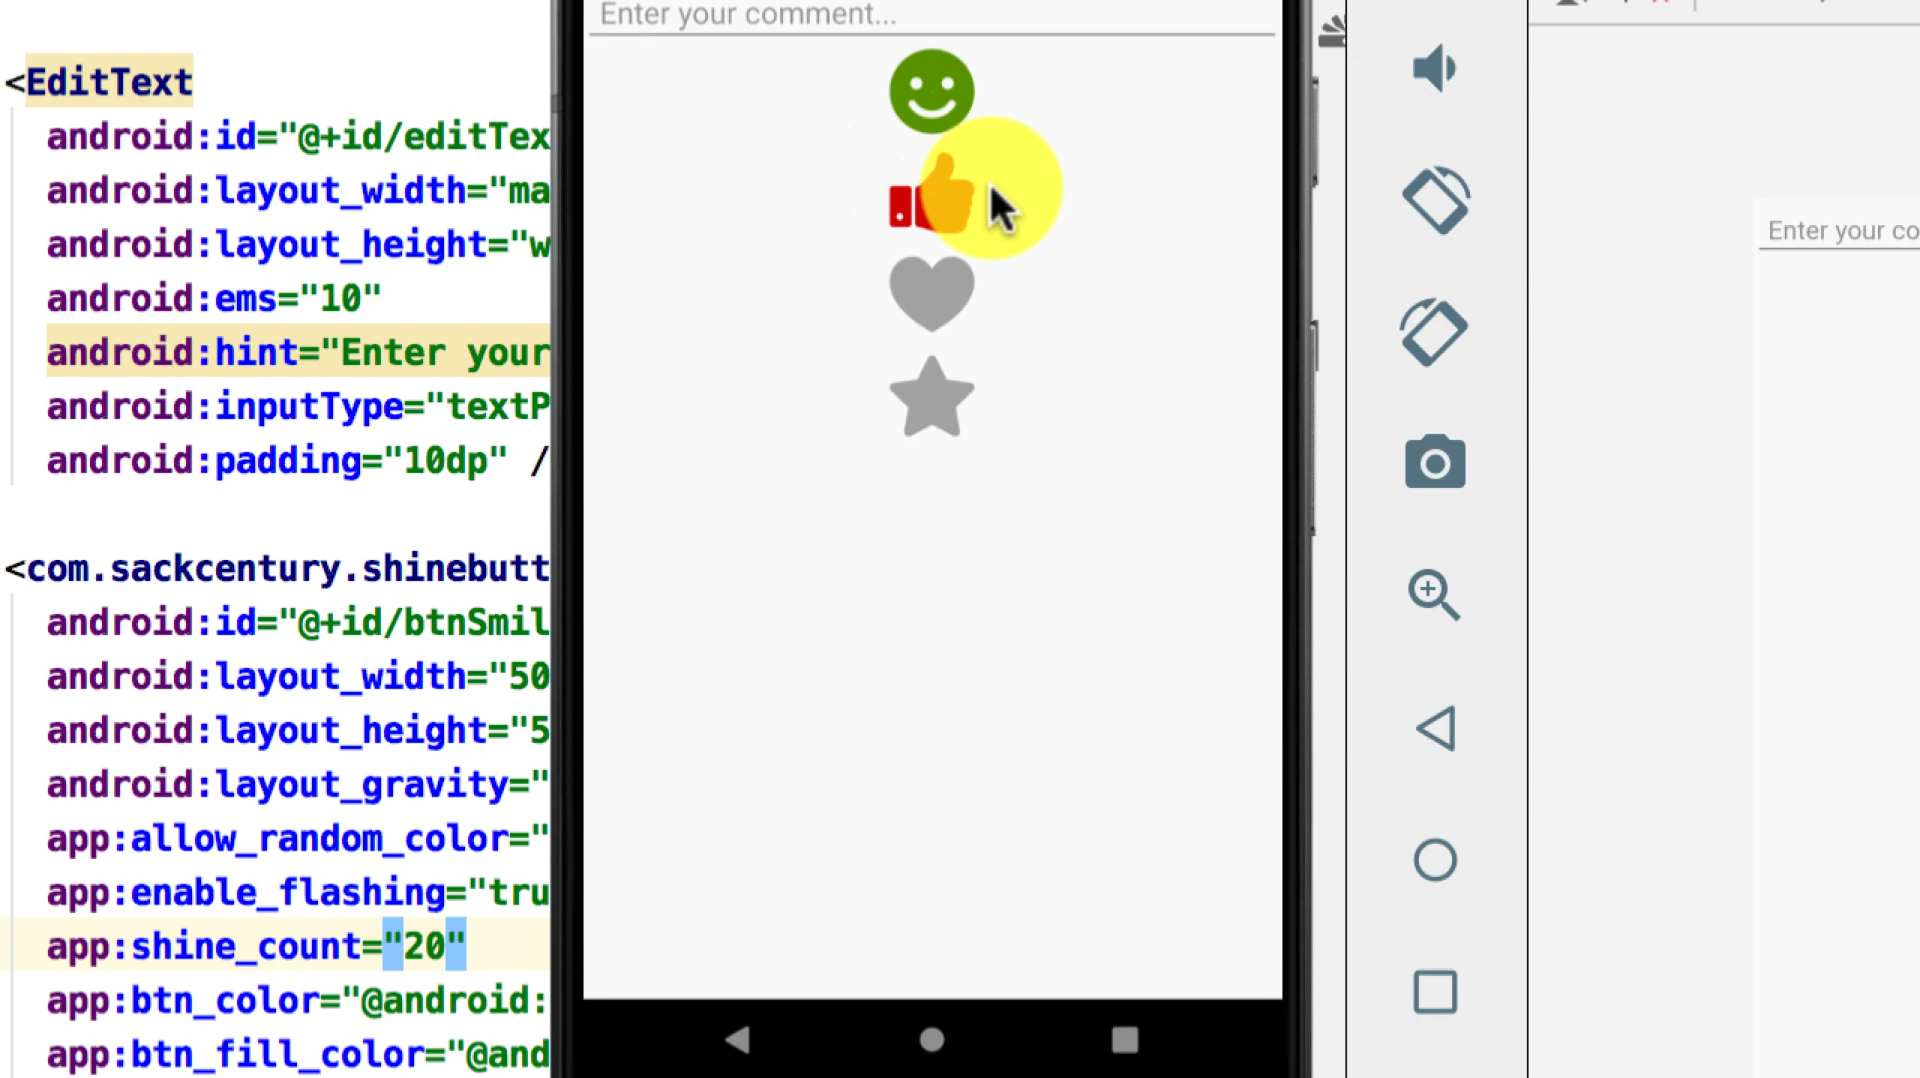 Enter your comment...
<EditText
android:id="@+id/editTex
android:layout_width="ma
android:layout_height="w
android:ems="10"
android:hint="Enter your
android:inputType="textP
android:padding="10dp" /
<com.sackcentury.shinebutt
android:id="@+id/btnSmil
android:layout_width="50
android:layout_height="5
android:layout_gravity="
app:allow_random_color="
app:enable_flashing="tru
app:shine_count="20"
app:btn_color="@android:
app:btn_fill_color="@and
Enter your co